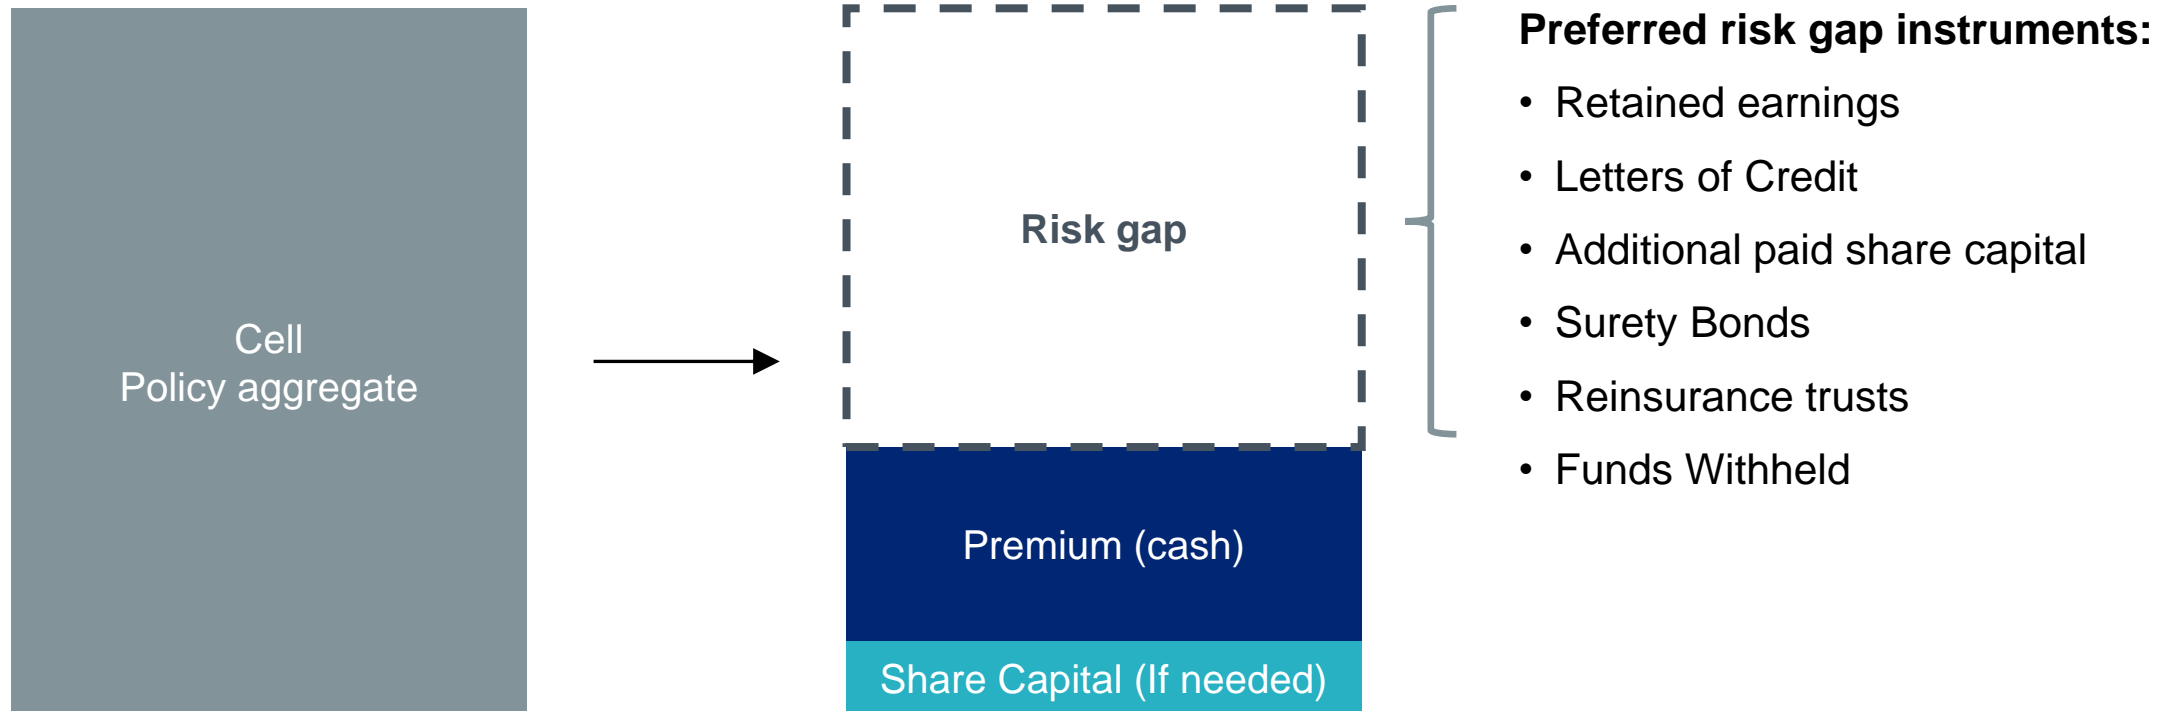 Cell
Policy aggregate
Risk gap
Premium (cash)
Share Capital (If needed)
Preferred risk gap instruments:
• Retained earnings
• Letters of Credit
• Additional paid share capital
• Surety Bonds
• Reinsurance trusts
• Funds Withheld